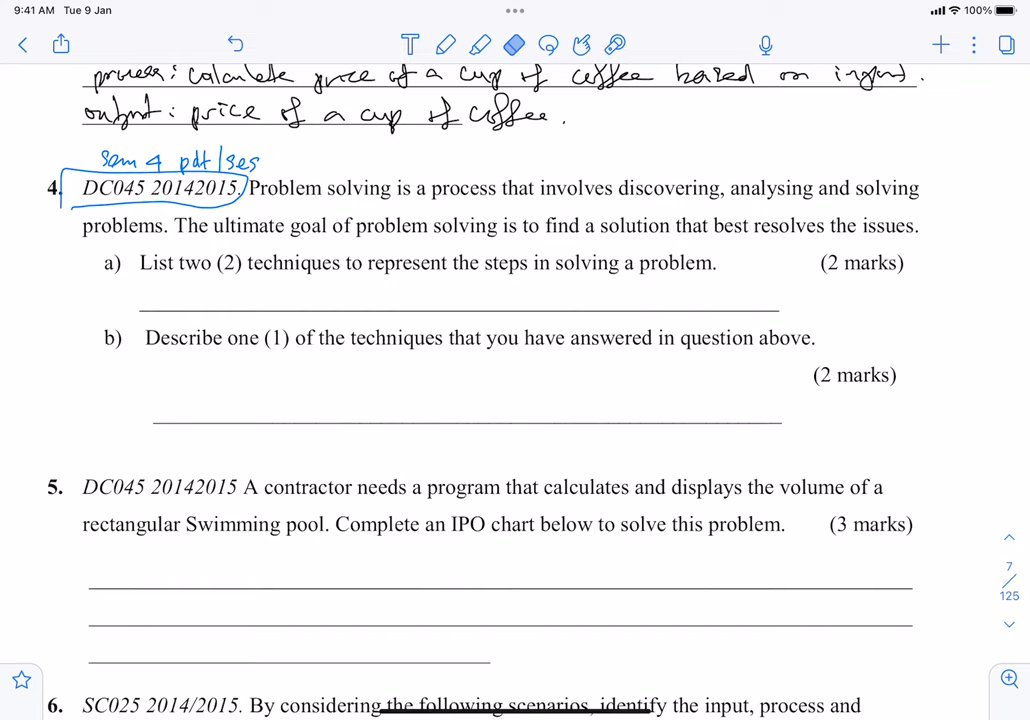 9:41 AM Tue 9 Jan
100%
process: calculate price of a cup of coffee based on input.
output: price of a cup of coffee.
sem 4 pdt/ses
4. DC045 20142015. Problem solving is a process that involves discovering, analysing and solving
problems. The ultimate goal of problem solving is to find a solution that best resolves the issues.
a) List two (2) techniques to represent the steps in solving a problem. (2 marks)
b) Describe one (1) of the techniques that you have answered in question above.
(2 marks)
5. DC045 20142015 A contractor needs a program that calculates and displays the volume of a
rectangular Swimming pool. Complete an IPO chart below to solve this problem. (3 marks)
7
/
125
6. SC025 2014/2015. By considering the following scenarios, identify the input, process and